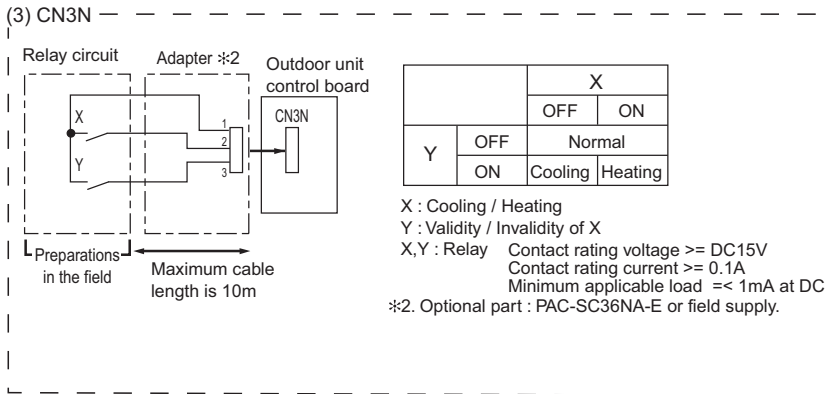 (3) CN3N
Relay circuit
Adapter ✻2
Outdoor unit
control board
X
Y
1
2
3
CN3N
Preparations
in the field
Maximum cable
length is 10m
X
OFF ON
Y OFF Normal
ON Cooling Heating
X : Cooling / Heating
Y : Validity / Invalidity of X
X,Y : Relay Contact rating voltage >= DC15V
Contact rating current >= 0.1A
Minimum applicable load =< 1mA at DC
✻2. Optional part : PAC-SC36NA-E or field supply.